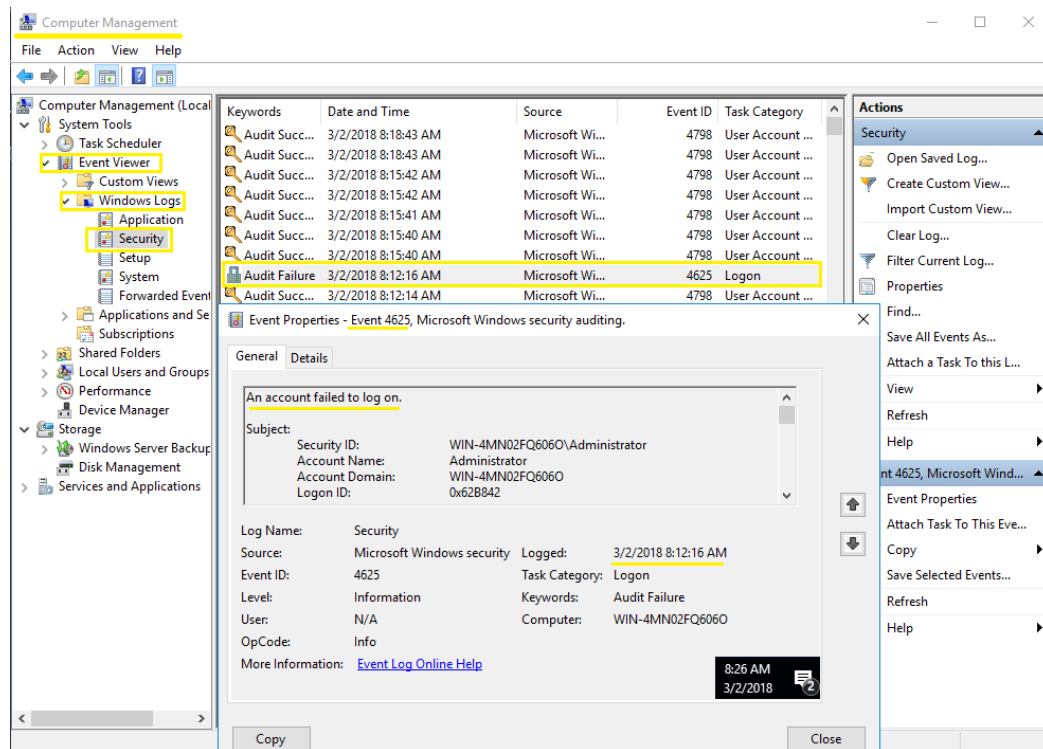 Computer Management
File Action View Help
Computer Management (Local
System Tools
Task Scheduler
Event Viewer
Custom Views
Windows Logs
Application
Security
Setup
System
Forwarded Event
Applications and Se
Subscriptions
Shared Folders
Local Users and Groups
Performance
Device Manager
Storage
Windows Server Backup
Disk Management
Services and Applications
Keywords Date and Time Source Event ID Task Category
Audit Succ... 3/2/2018 8:18:43 AM Microsoft Wi... 4798 User Account ...
Audit Succ... 3/2/2018 8:18:43 AM Microsoft Wi... 4798 User Account ...
Audit Succ... 3/2/2018 8:15:42 AM Microsoft Wi... 4798 User Account ...
Audit Succ... 3/2/2018 8:15:42 AM Microsoft Wi... 4798 User Account ...
Audit Succ... 3/2/2018 8:15:41 AM Microsoft Wi... 4798 User Account ...
Audit Succ... 3/2/2018 8:15:40 AM Microsoft Wi... 4798 User Account ...
Audit Succ... 3/2/2018 8:15:40 AM Microsoft Wi... 4798 User Account ...
Audit Failure 3/2/2018 8:12:16 AM Microsoft Wi... 4625 Logon
Audit Succ... 3/2/2018 8:12:14 AM Microsoft Wi... 4798 User Account ...
Event Properties - Event 4625, Microsoft Windows security auditing.
General Details
An account failed to log on.
Subject:
Security ID: WIN-4MN02FQ606O\Administrator
Account Name: Administrator
Account Domain: WIN-4MN02FQ606O
Logon ID: 0x62B842
Log Name: Security
Source: Microsoft Windows security Logged: 3/2/2018 8:12:16 AM
Event ID: 4625 Task Category: Logon
Level: Information Keywords: Audit Failure
User: N/A Computer: WIN-4MN02FQ606O
OpCode: Info
More Information: Event Log Online Help
8:26 AM
3/2/2018
2
Copy Close
Actions
Security
Open Saved Log...
Create Custom View...
Import Custom View...
Clear Log...
Filter Current Log...
Properties
Find...
Save All Events As...
Attach a Task To this L...
View
Refresh
Help
nt 4625, Microsoft Wind...
Event Properties
Attach Task To This Eve...
Copy
Save Selected Events...
Refresh
Help